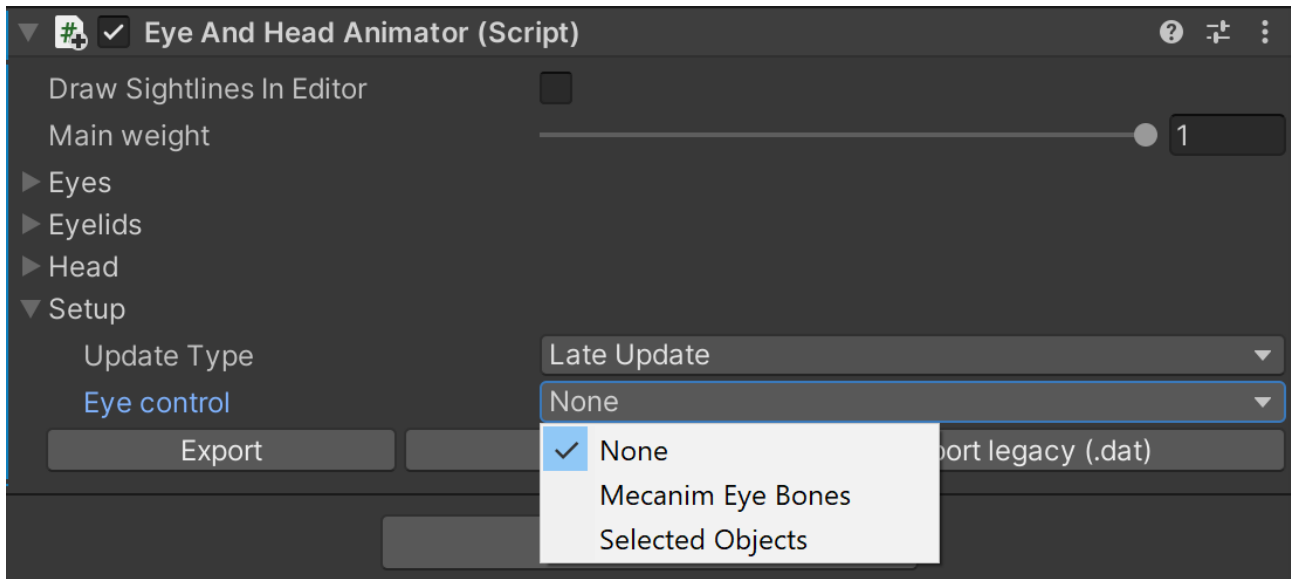 Eye And Head Animator (Script)
Draw Sightlines In Editor
Main weight 1
Eyes
Eyelids
Head
Setup
Update Type Late Update
Eye control None
Export port legacy (.dat)
None
Mecanim Eye Bones
Selected Objects